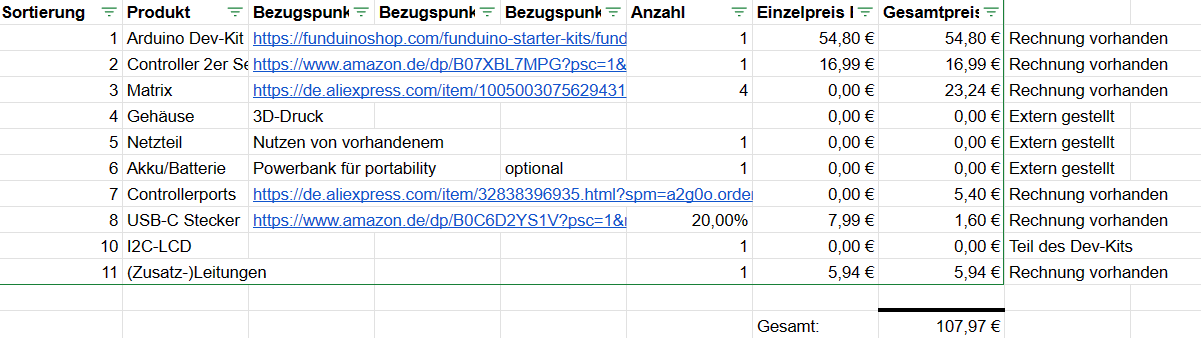 Sortierung Produkt Bezugspunk Bezugspunk Bezugspunk Anzahl Einzelpreis Gesamtpreis
1 Arduino Dev-Kit https://funduinoshop.com/funduino-starter-kits/fund 1 54,80 € 54,80 € Rechnung vorhanden
2 Controller 2er Se https://www.amazon.de/dp/B07XBL7MPG?psc=1& 1 16,99 € 16,99 € Rechnung vorhanden
3 Matrix https://de.aliexpress.com/item/1005003075629431 4 0,00 € 23,24 € Rechnung vorhanden
4 Gehäuse 3D-Druck 0,00 € Extern gestellt
5 Netzteil Nutzen von vorhandenem 1 0,00 € 0,00 € Extern gestellt
6 Akku/Batterie Powerbank für portability optional 1 0,00 € 0,00 € Extern gestellt
7 Controllerports https://de.aliexpress.com/item/32838396935.html?spm=a2g0o.order 0,00 € 5,40 € Rechnung vorhanden
8 USB-C Stecker https://www.amazon.de/dp/B0C6D2YS1V?psc=1& 20,00% 7,99 € 1,60 € Rechnung vorhanden
10 I2C-LCD 1 0,00 € 0,00 € Teil des Dev-Kits
11 (Zusatz-)Leitungen 1 5,94 € 5,94 € Rechnung vorhanden
Gesamt: 107,97 €